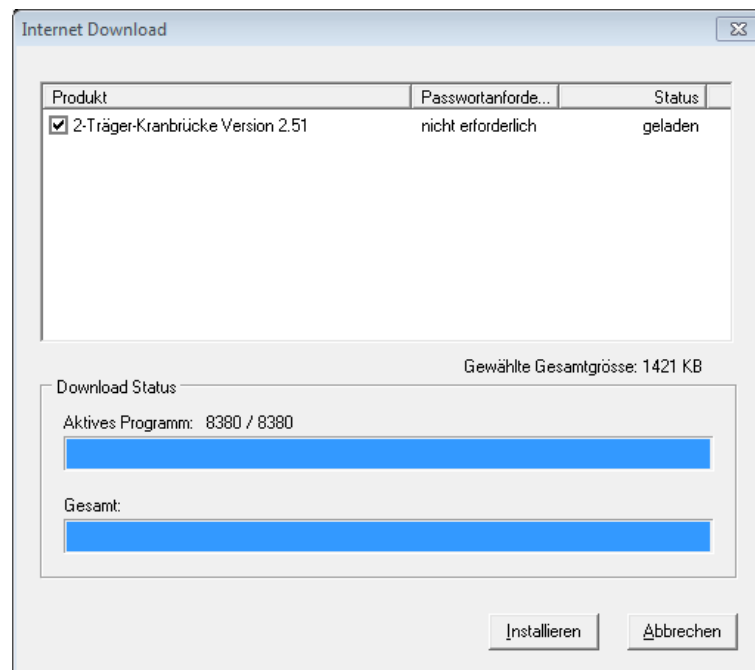 Internet Download
Produkt Passwortanforde... Status
2-Träger-Kranbrücke Version 2.51 nicht erforderlich geladen
Gewählte Gesamtgrösse: 1421 KB
Download Status
Aktives Programm: 8380 / 8380
Gesamt:
Installieren Abbrechen